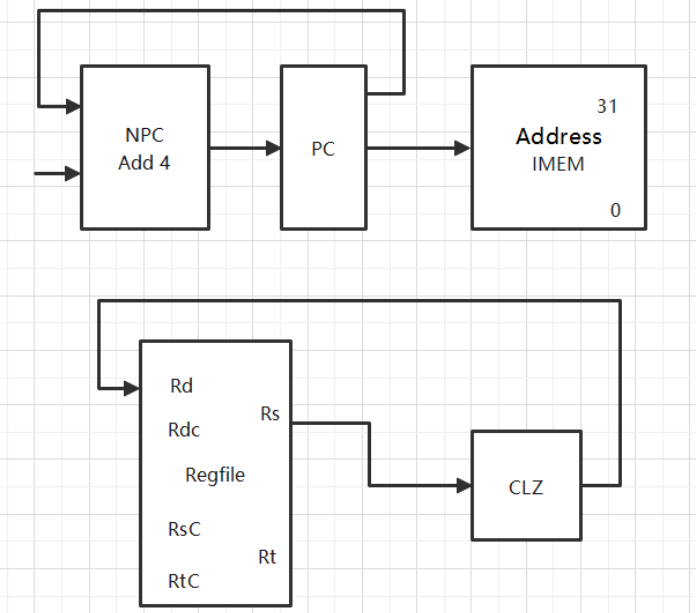 NPC
Add 4
PC
31
Address
IMEM
0
Rd
Rs
Rdc
Regfile
CLZ
RsC
Rt
RtC